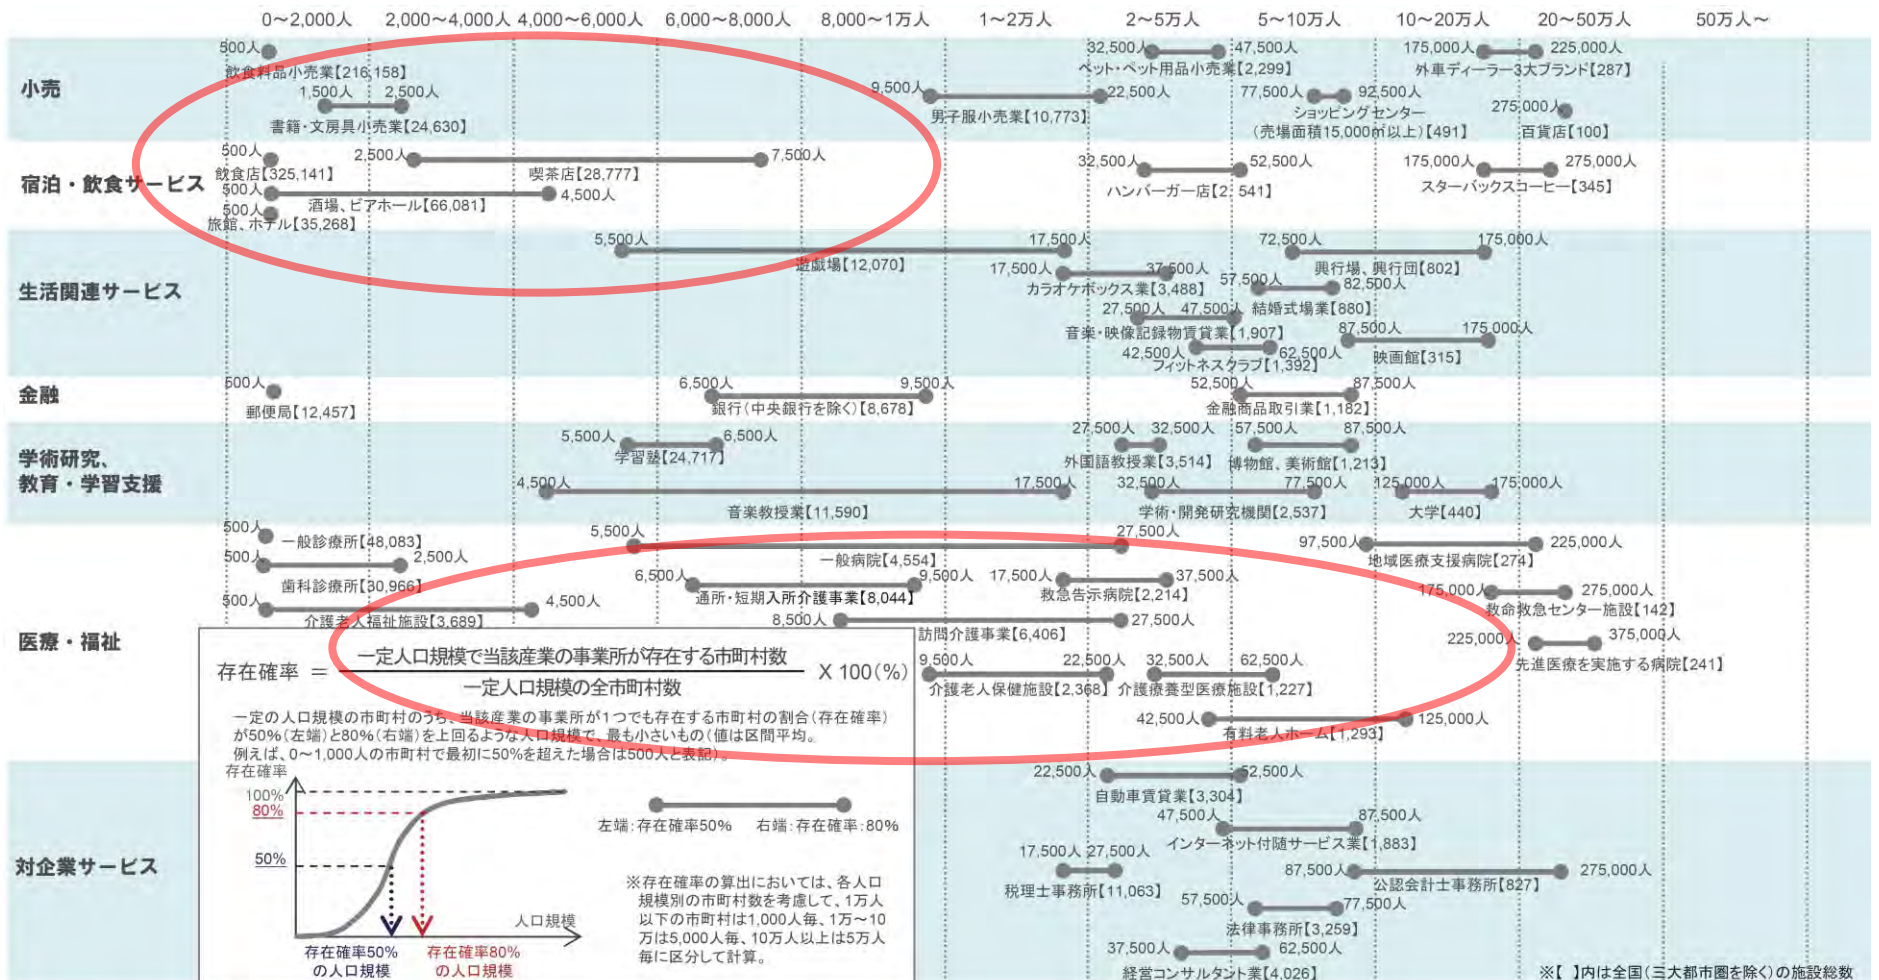 0～2,000人 2,000～4,000人 4,000～6,000人 6,000～8,000人 8,000～1万人 1～2万人 2～5万人 5～10万人 10～20万人 20～50万人 50万人～
小売
500人
飲食料品小売業【216,158】
1,500人 2,500人
書籍・文房具小売業【24,630】
9,500人 22,500人
男子服小売業【10,773】
32,500人 47,500人
ペット・ペット用品小売業【2,299】
77,500人 92,500人
ショッピングセンター
(売場面積15,000㎡以上)【491】
175,000人 225,000人
外車ディーラー3大ブランド【287】
275,000人
百貨店【100】
宿泊・飲食サービス
500人
飲食店【325,141】
2,500人 7,500人
喫茶店【28,777】
500人 4,500人
酒場、ビアホール【66,081】
500人
旅館、ホテル【35,268】
32,500人 52,500人
ハンバーガー店【2,541】
175,000人 275,000人
スターバックスコーヒー【345】
生活関連サービス
5,500人 17,500人
遊戯場【12,070】
17,500人 37,500人
カラオケボックス業【3,488】
27,500人 47,500人
音楽・映像記録物賃貸業【1,907】
42,500人 62,500人
フィットネスクラブ【1,392】
72,500人 175,000人
興行場、興行団【802】
57,500人 82,500人
結婚式場業【880】
87,500人 175,000人
映画館【315】
金融
500人
郵便局【12,457】
6,500人 9,500人
銀行(中央銀行を除く)【8,678】
52,500人 87,500人
金融商品取引業【1,182】
学術研究、
教育・学習支援
5,500人 6,500人
学習塾【24,717】
4,500人 17,500人
音楽教授業【11,590】
27,500人 32,500人
外国語教授業【3,514】
57,500人 87,500人
博物館、美術館【1,213】
32,500人 77,500人
学術・開発研究機関【2,537】
125,000人 175,000人
大学【440】
医療・福祉
500人
一般診療所【48,083】
500人 2,500人
歯科診療所【30,966】
500人 4,500人
介護老人福祉施設【3,689】
5,500人 27,500人
一般病院【4,554】
6,500人 9,500人
通所・短期入所介護事業【8,044】
17,500人 37,500人
救急告示病院【2,214】
8,500人 27,500人
訪問介護事業【6,406】
9,500人 22,500人
介護老人保健施設【2,368】
32,500人 62,500人
介護療養型医療施設【1,227】
42,500人 125,000人
有料老人ホーム【1,293】
97,500人 225,000人
地域医療支援病院【274】
175,000人 275,000人
救命救急センター施設【142】
225,000人 375,000人
先進医療を実施する病院【241】
対企業サービス
22,500人 52,500人
自動車賃貸業【3,304】
47,500人 87,500人
インターネット付随サービス業【1,883】
17,500人 27,500人
税理士事務所【11,063】
87,500人 275,000人
公認会計士事務所【827】
57,500人 77,500人
法律事務所【3,259】
37,500人 62,500人
経営コンサルタント業【4,026】
存在確率 ＝ 一定人口規模で当該産業の事業所が存在する市町村数 X 100(%)
一定人口規模の全市町村数
一定の人口規模の市町村のうち、当該産業の事業所が1つでも存在する市町村の割合(存在確率)
が50%(左端)と80%(右端)を上回るような人口規模で、最も小さいもの(値は区間平均。
例えば、0～1,000人の市町村で最初に50%を超えた場合は500人と表記)。
存在確率
100%
80%
50%
人口規模
存在確率50%
の人口規模
存在確率80%
の人口規模
左端:存在確率50% 右端:存在確率:80%
※存在確率の算出においては、各人口
規模別の市町村数を考慮して、1万人
以下の市町村は1,000人毎、1万～10
万は5,000人毎、10万人以上は5万人
毎に区分して計算。
※【 】内は全国(三大都市圏を除く)の施設総数